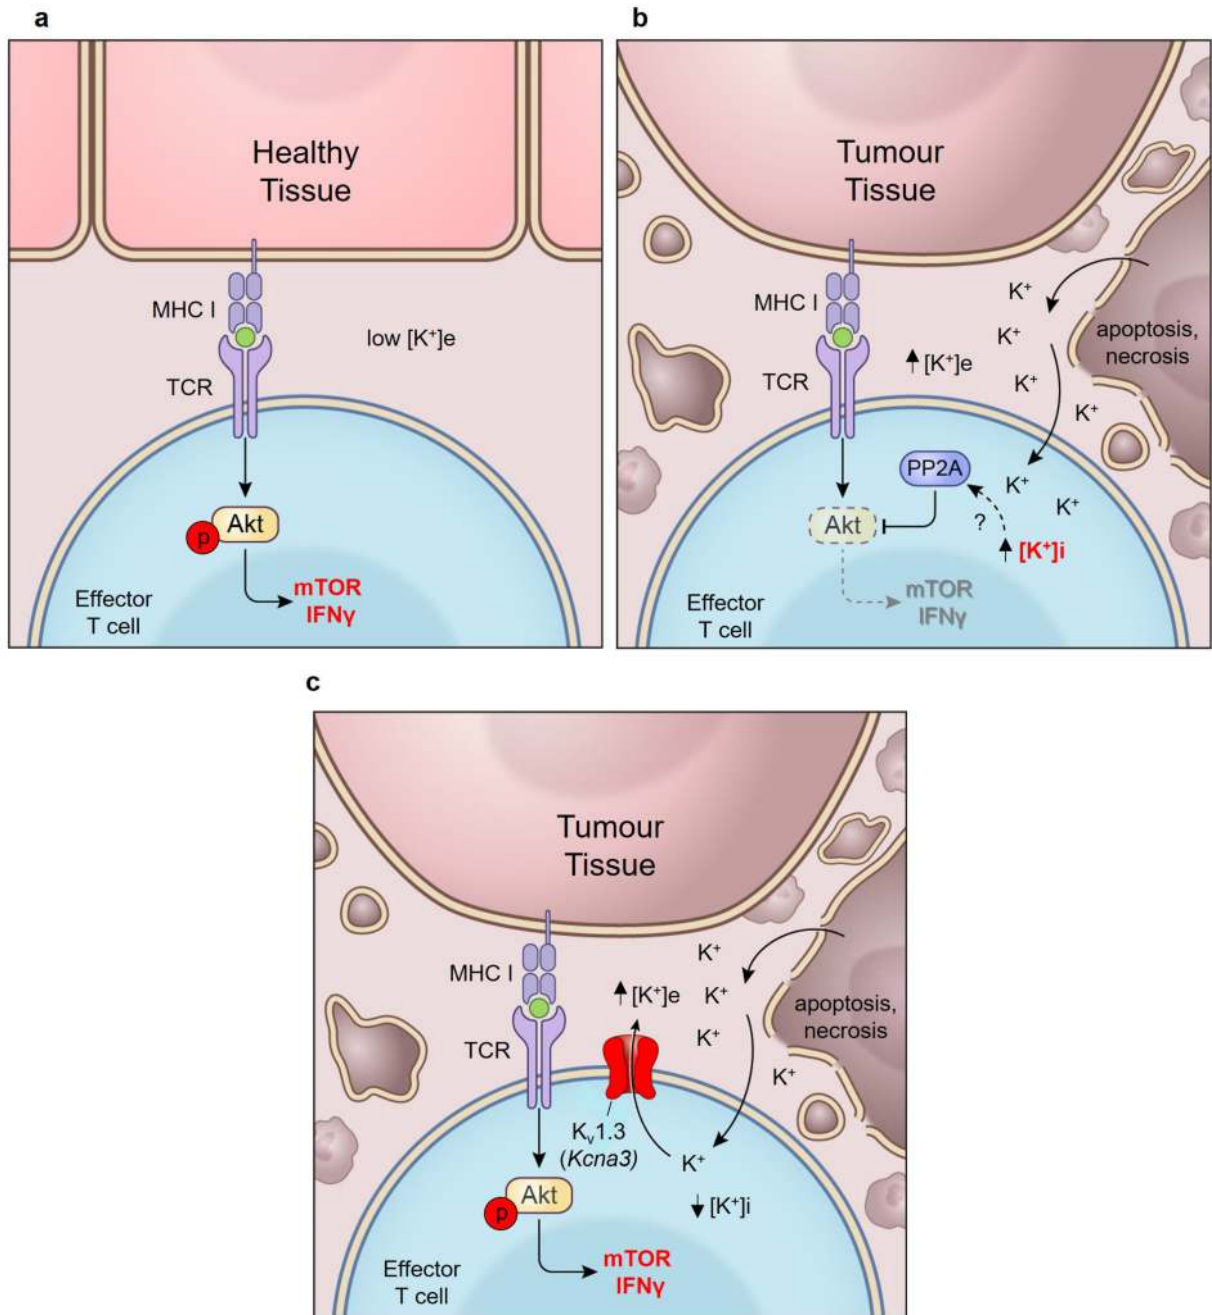 a
Healthy
Tissue
MHC I
low [K⁺]e
TCR
Akt
p
mTOR
IFNγ
Effector
T cell
b
Tumour
Tissue
K⁺
MHC I
apoptosis,
necrosis
K⁺
[K⁺]e
TCR
K⁺
K⁺
PP2A
K⁺
K⁺
Akt
?
[K⁺]i
mTOR
IFNγ
Effector
T cell
c
Tumour
Tissue
K⁺
MHC I
[K⁺]e
K⁺
apoptosis,
necrosis
K⁺
TCR
K⁺
Kᵥ1.3
(Kcna3)
K⁺
Akt
p
[K⁺]i
mTOR
IFNγ
Effector
T cell